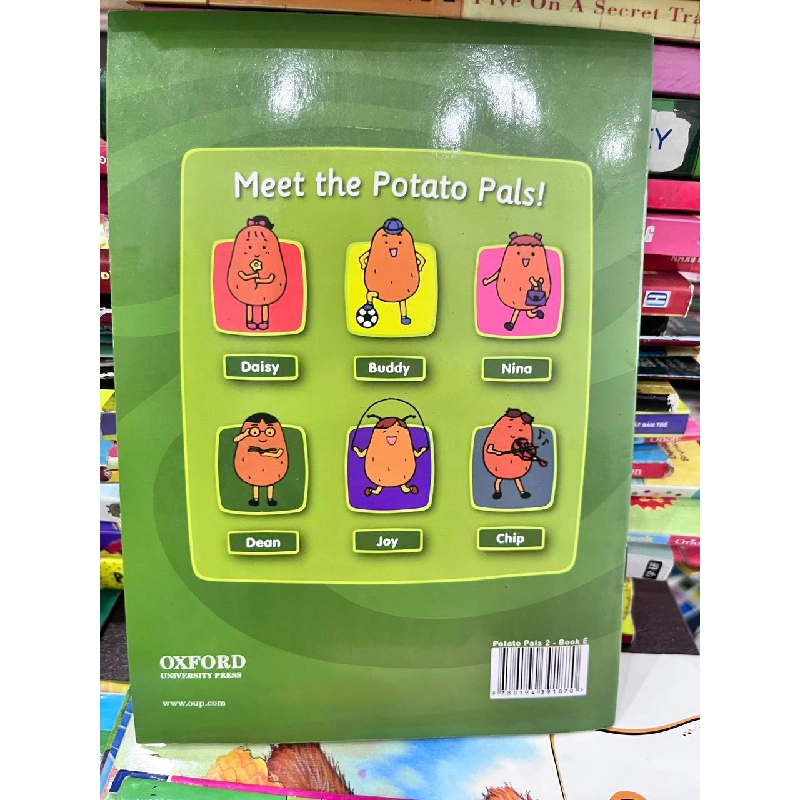 Five On A Secret Tra
Meet the Potato Pals!
Daisy
Buddy
Nina
Dean
Joy
Chip
Potato Pals 2 - Book E
OXFORD
UNIVERSITY PRESS
www.oup.com